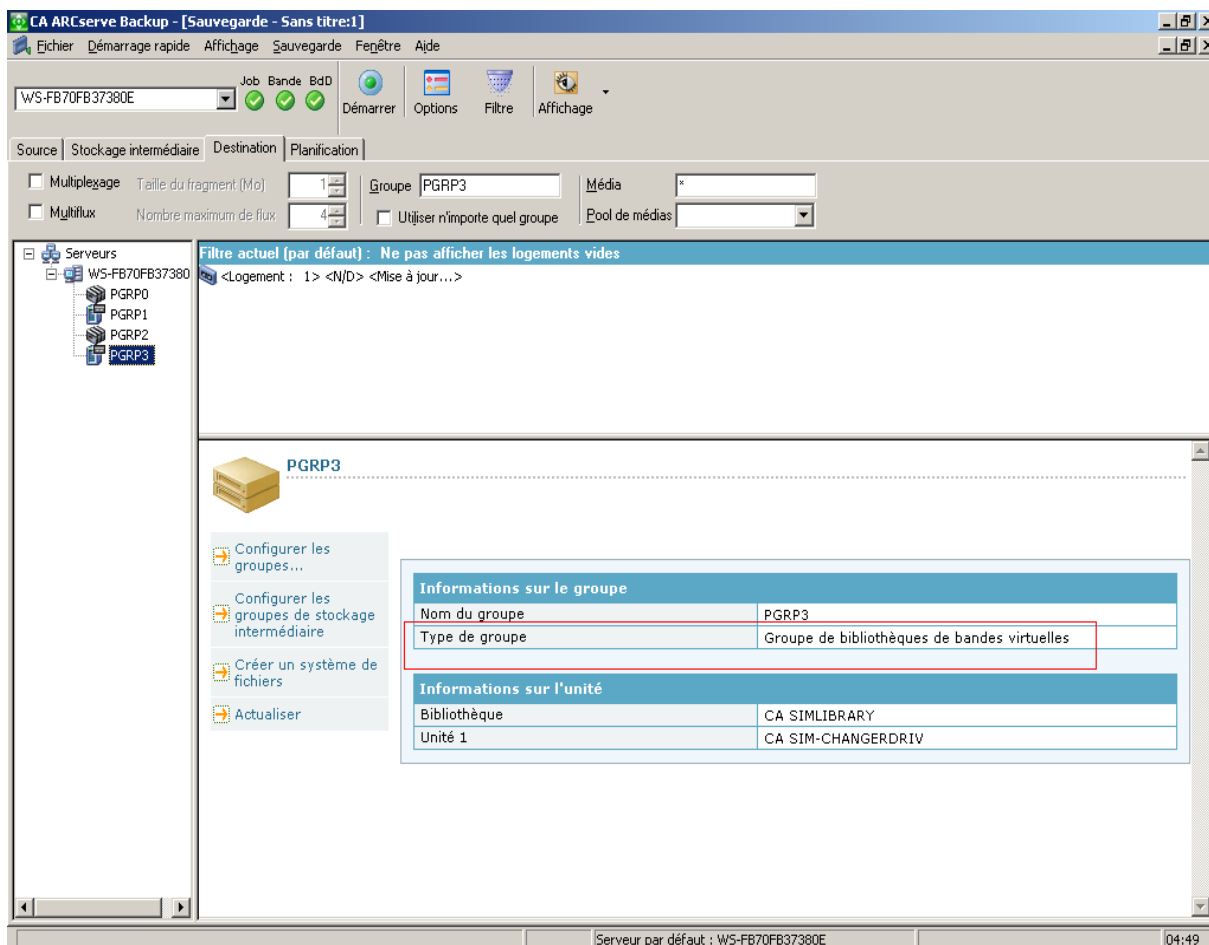 CA ARCserve Backup - [Sauvegarde - Sans titre:1]
Fichier Démarrage rapide Affichage Sauvegarde Fenêtre Aide
WS-FB70FB37380E
Job Bande BdD
Démarrer Options Filtre Affichage
Source Stockage intermédiaire Destination Planification
Multiplexage Taille du fragment (Mo) 1 Groupe PGRP3 Média *
Multiflux Nombre maximum de flux 4 Utiliser n'importe quel groupe Pool de médias
Serveurs
WS-FB70FB37380
PGRP0
PGRP1
PGRP2
PGRP3
Filtre actuel (par défaut) : Ne pas afficher les logements vides
<Logement : 1> <N/D> <Mise à jour...>
PGRP3
Configurer les
groupes...
Configurer les
groupes de stockage
intermédiaire
Créer un système de
fichiers
Actualiser
Informations sur le groupe
Nom du groupe PGRP3
Type de groupe Groupe de bibliothèques de bandes virtuelles
Informations sur l'unité
Bibliothèque CA SIMLIBRARY
Unité 1 CA SIM-CHANGERDRIV
Serveur par défaut : WS-FB70FB37380E 04:49